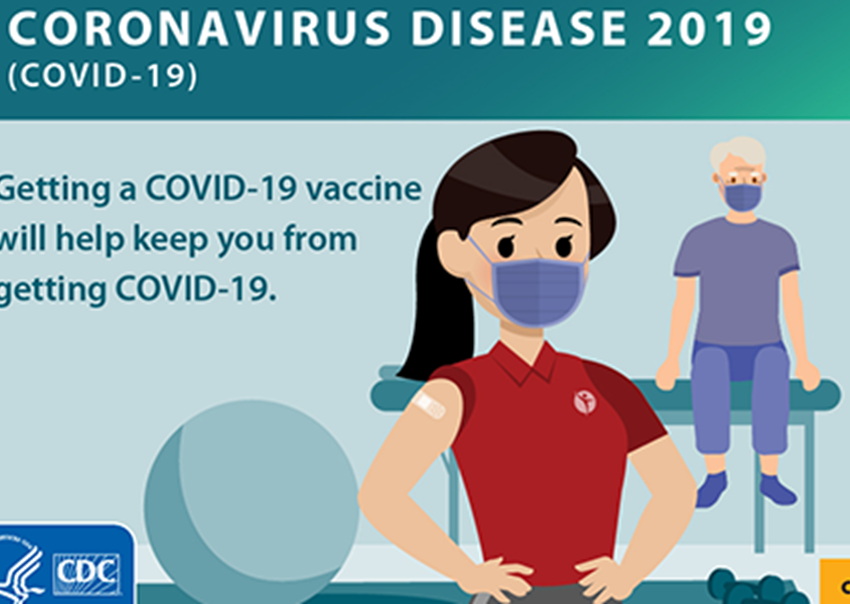 CORONAVIRUS DISEASE 2019
(COVID-19)
Getting a COVID-19 vaccine
will help keep you from
getting COVID-19.
CDC